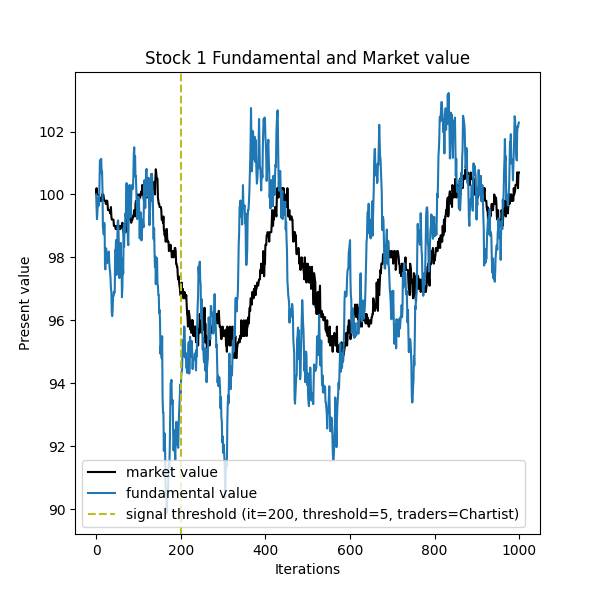 Stock 1 Fundamental and Market value
Present value
102
100
98
96
94
92
90
market value
fundamental value
signal threshold (it=200, threshold=5, traders=Chartist)
0 200 400 600 800 1000
Iterations